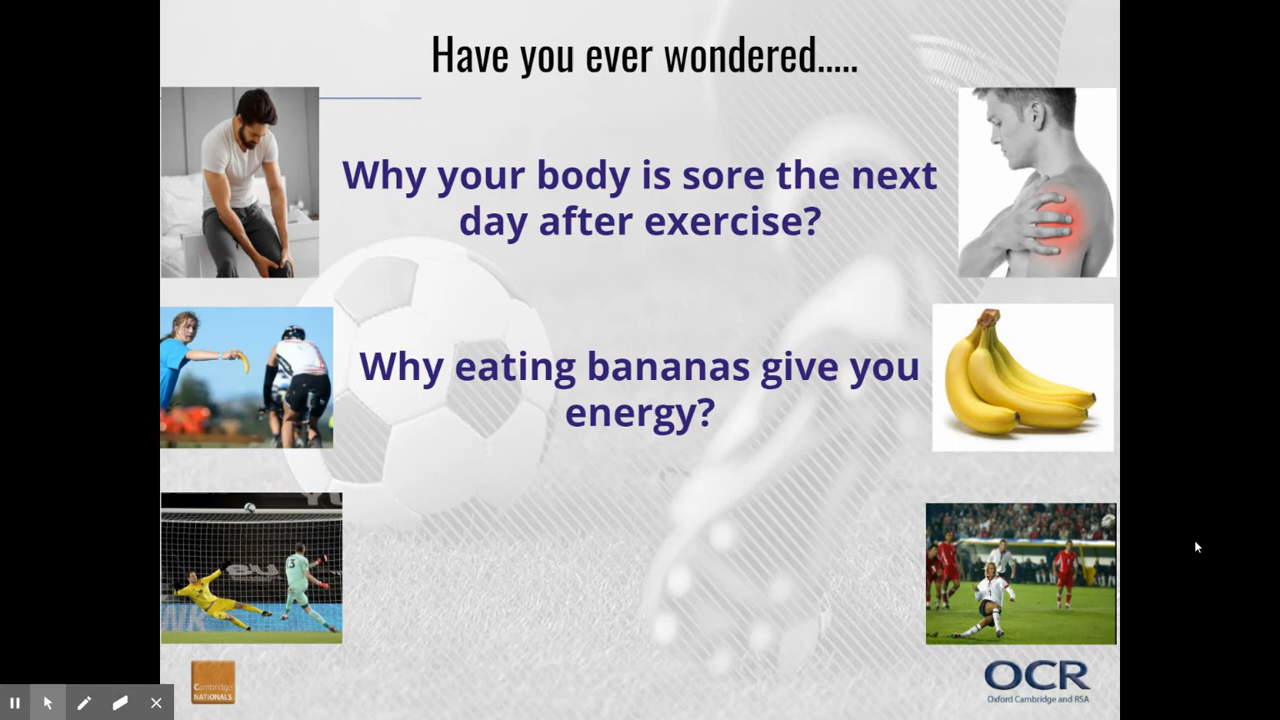 Have you ever wondered.....
Why your body is sore the next
day after exercise?
Why eating bananas give you
energy?
13
Cambridge
NATIONALS
OCR
Oxford Cambridge and RSA